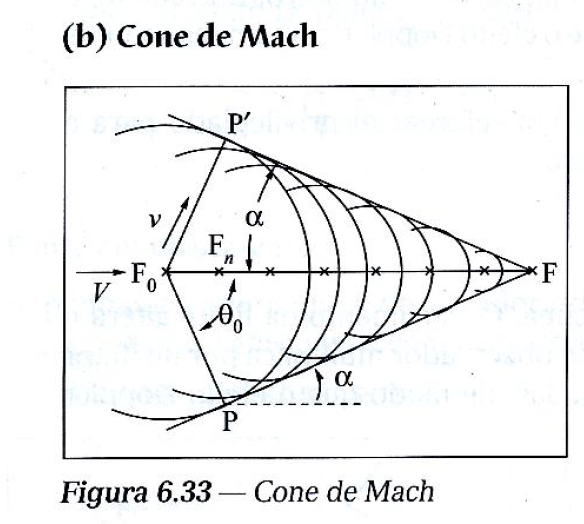 (b) Cone de Mach
P′
v
α
F₀
Fₙ
F
V
θ₀
α
P
Figura 6.33 — Cone de Mach